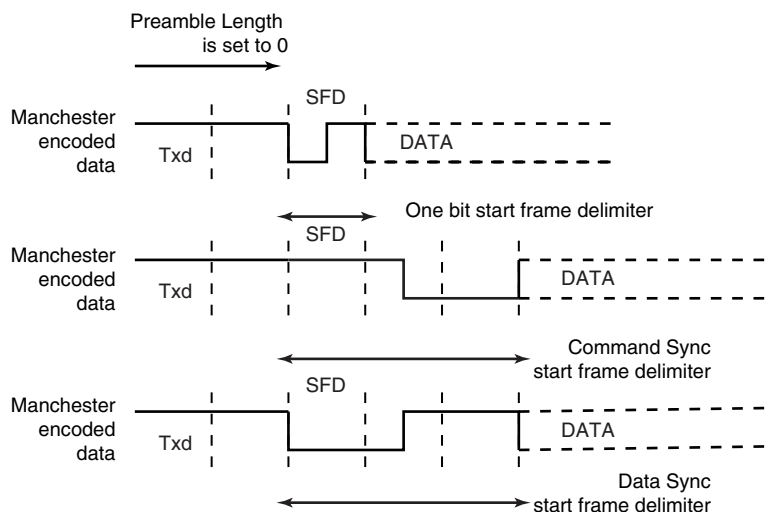 Preamble Length
is set to 0
SFD
Manchester
encoded
data
Txd
DATA
One bit start frame delimiter
SFD
Manchester
encoded
data
Txd
DATA
Command Sync
start frame delimiter
SFD
Manchester
encoded
data
Txd
DATA
Data Sync
start frame delimiter